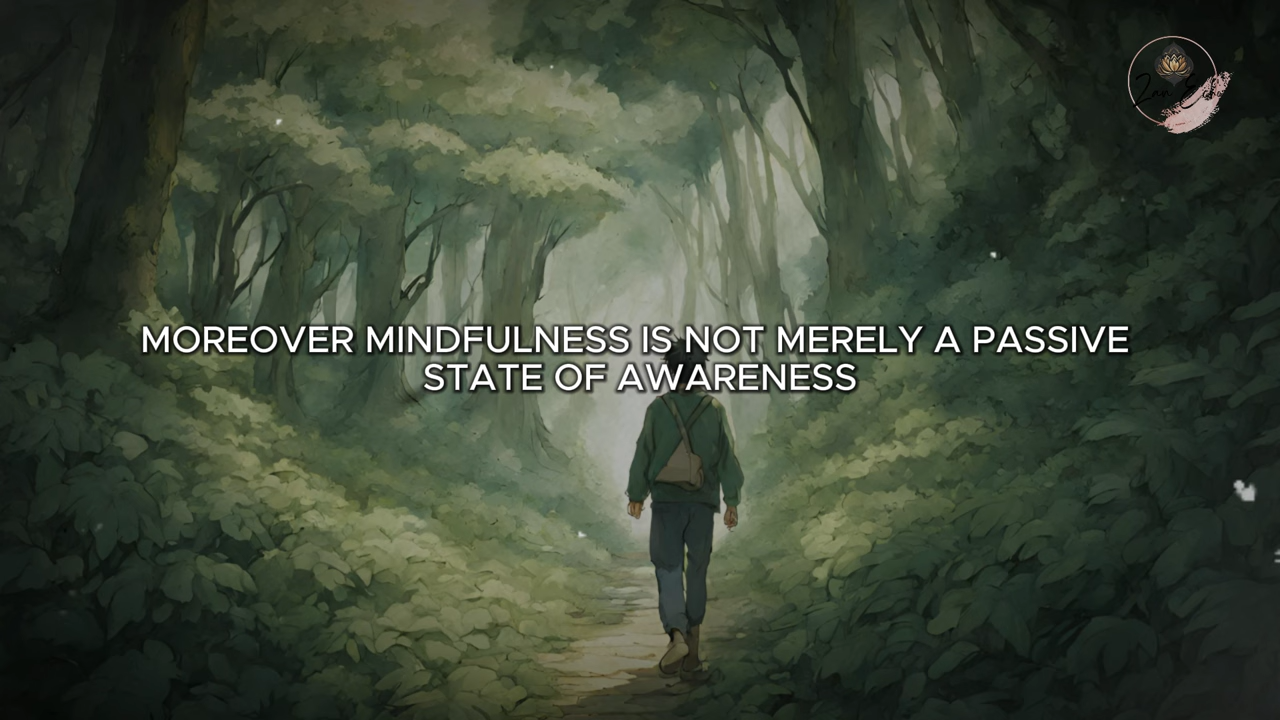 MOREOVER MINDFULNESS IS NOT MERELY A PASSIVE
STATE OF AWARENESS